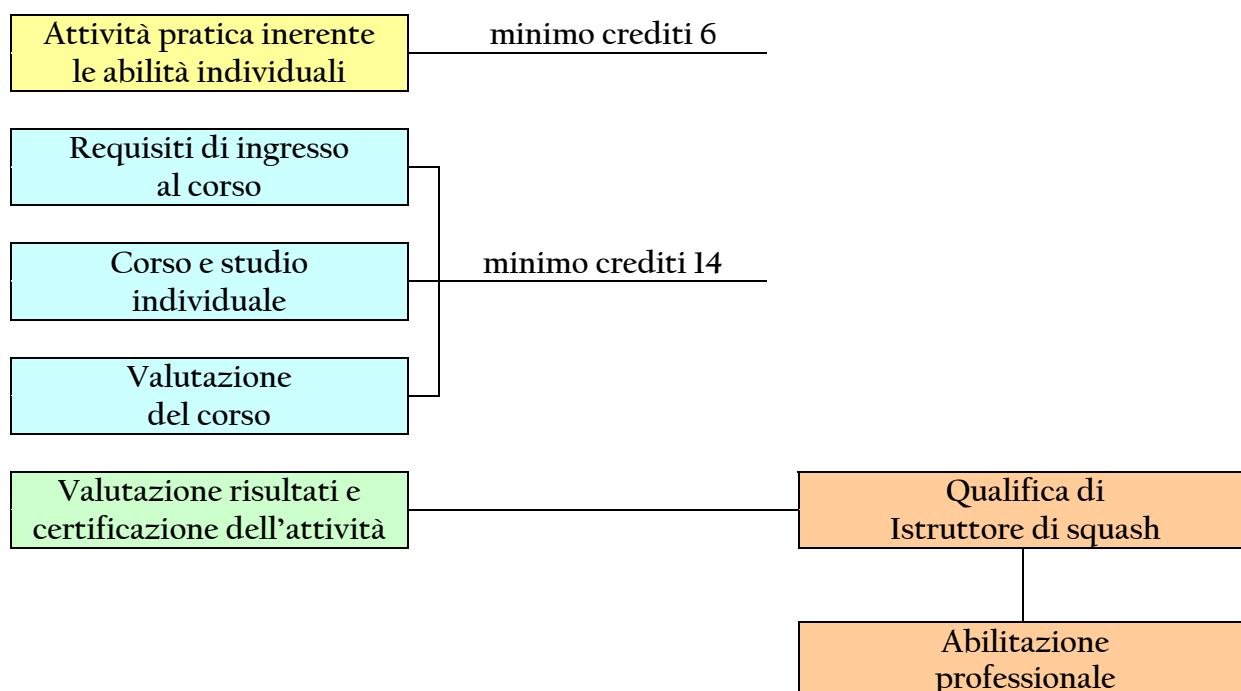 Attività pratica inerente
le abilità individuali
minimo crediti 6
Requisiti di ingresso
al corso
Corso e studio
individuale
minimo crediti 14
Valutazione
del corso
Valutazione risultati e
certificazione dell'attività
Qualifica di
Istruttore di squash
Abilitazione
professionale